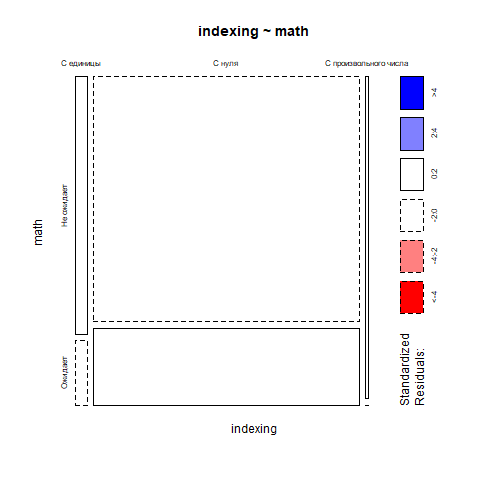 indexing ~ math
С единицы
С нуля
С произвольного числа
math
Не ожидает
Ожидает
indexing
>4
2:4
0:2
-2:0
-4:-2
<-4
Standardized
Residuals: